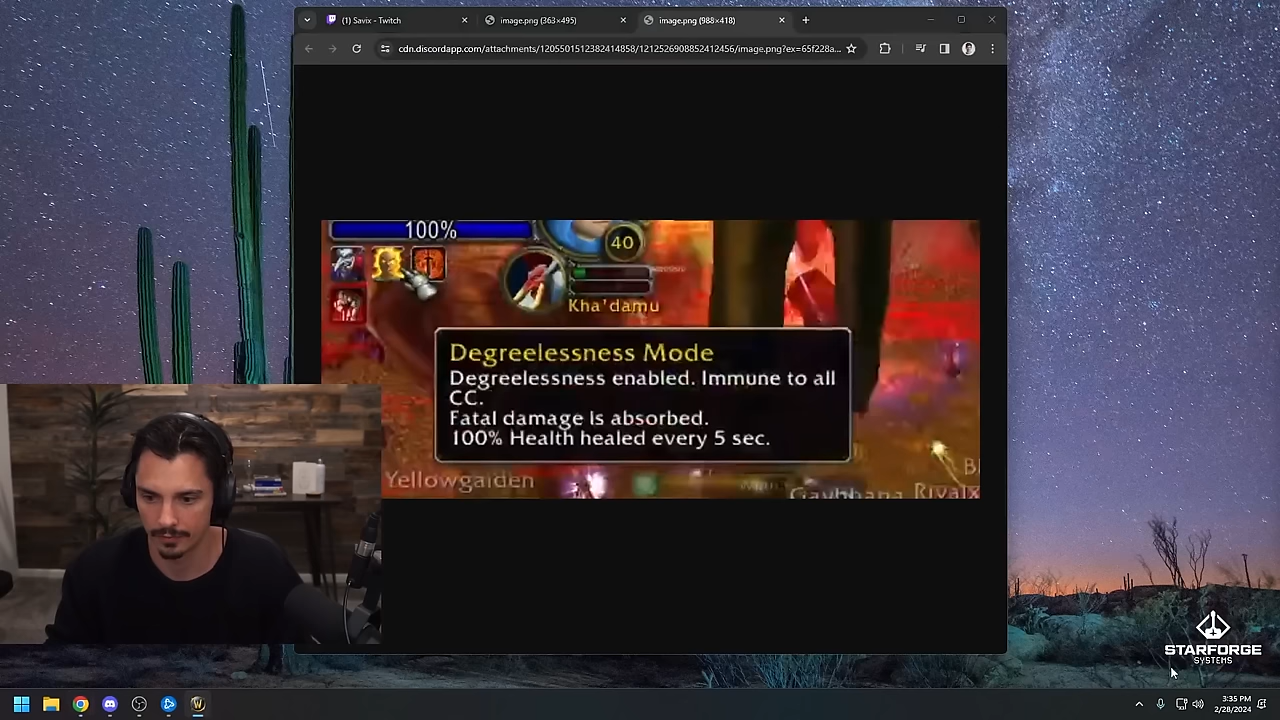 (1) Savix - Twitch
image.png (363×495)
image.png (988×418)
cdn.discordapp.com/attachments/1205501512382414858/1212526908852412456/image.png?ex=65f228a...
100%
40
Kha'damu
Degreelessness Mode
Degreelessness enabled. Immune to all
CC.
Fatal damage is absorbed.
100% Health healed every 5 sec.
Yellowgaiden
STARFORGE
SYSTEMS
3:35 PM
2/28/2024